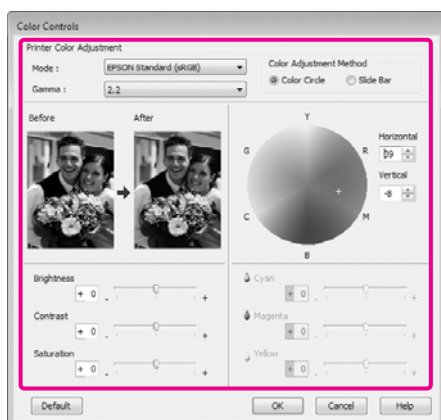 Color Controls
Printer Color Adjustment
Mode : EPSON Standard (sRGB)
Gamma : 2.2
Color Adjustment Method
Color Circle Slide Bar
Before After
Y
G R
C M
B
Horizontal
Vertical
-8
Brightness
+ 0 - +
Contrast
+ 0 - +
Saturation
+ 0 - +
Cyan
+ 0 - +
Magenta
+ 0 - +
Yellow
+ 0 - +
Default OK Cancel Help